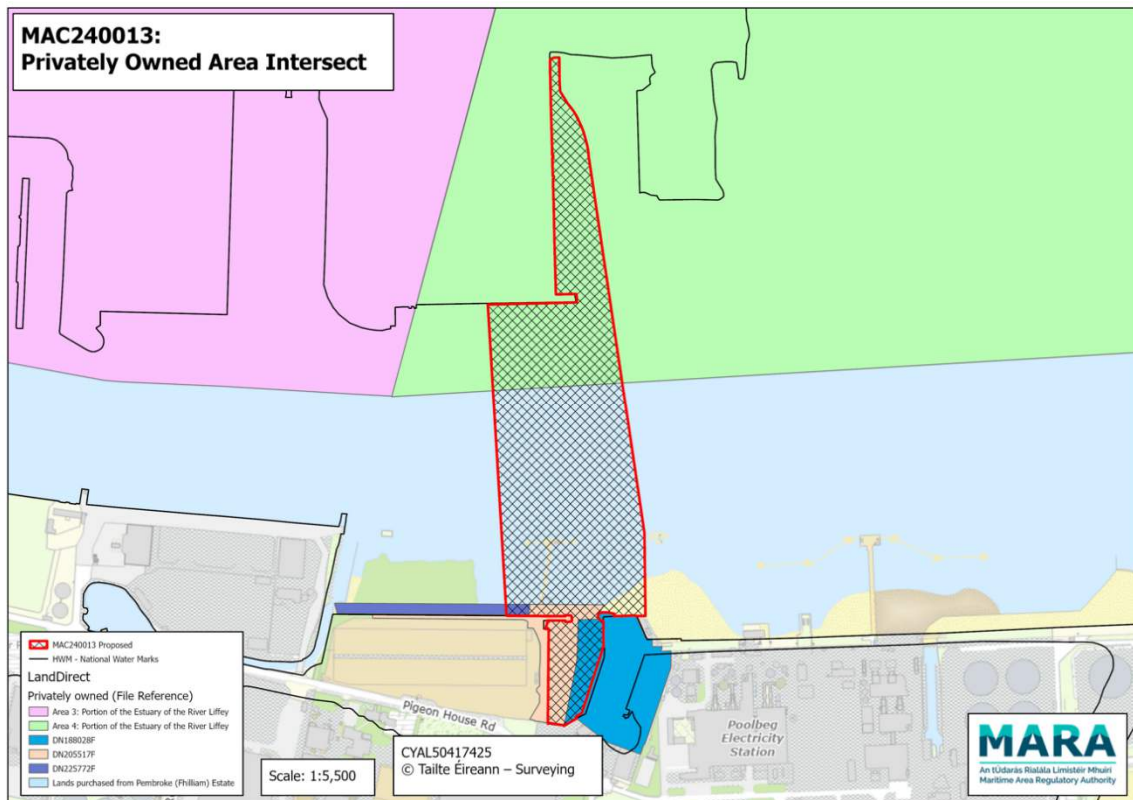 MAC240013:
Privately Owned Area Intersect
MAC240013 Proposed
HWM - National Water Marks
LandDirect
Privately owned (File Reference)
Area 3: Portion of the Estuary of the River Liffey
Area 4: Portion of the Estuary of the River Liffey
DN188028F
DN205517F
DN225772F
Lands purchased from Pembroke (Fhilliam) Estate
Scale: 1:5,500
Pigeon House Rd
CYAL50417425
© Tailte Éireann – Surveying
Poolbeg
Electricity
Station
MARA
An tÚdarás Rialála Limistéir Mhuirí
Maritime Area Regulatory Authority